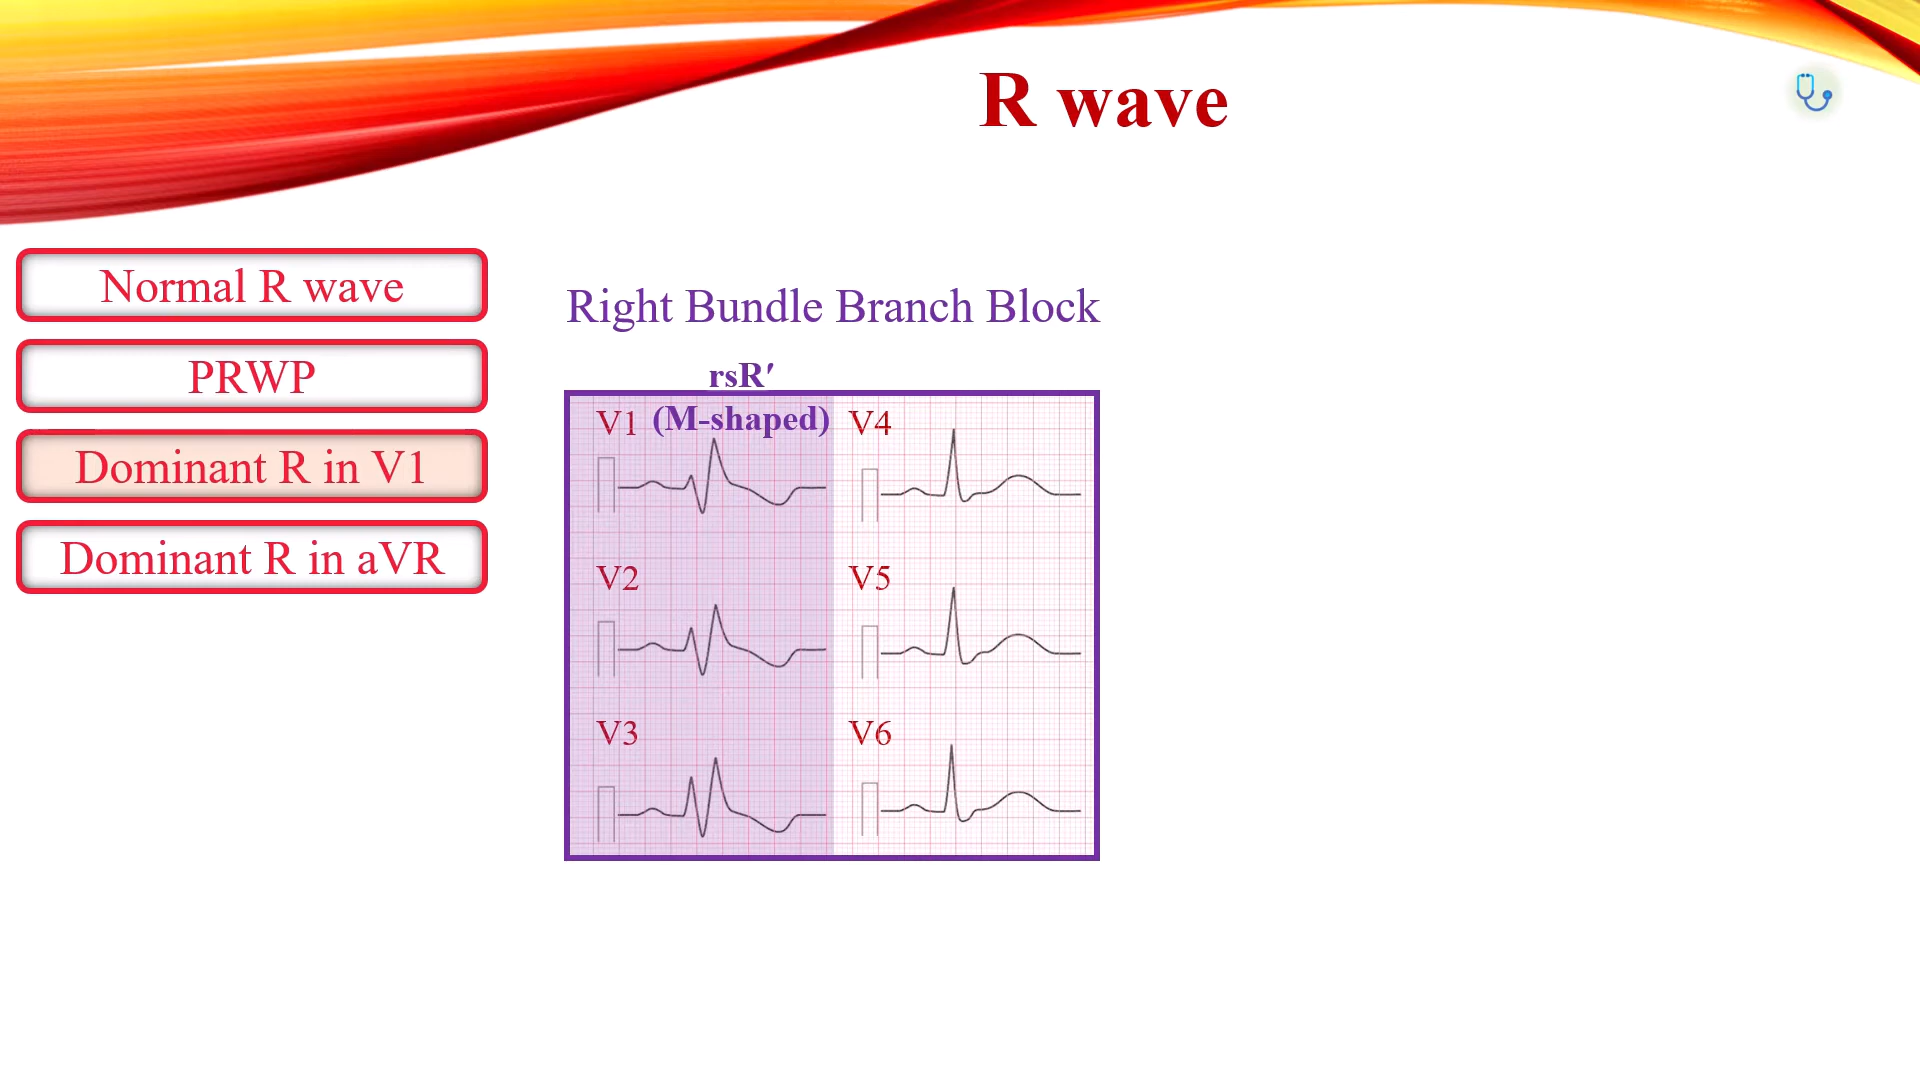 R wave
Normal R wave
PRWP
Dominant R in V1
Dominant R in aVR
Right Bundle Branch Block
rsR′
(M-shaped)
V1
V4
V2
V5
V3
V6